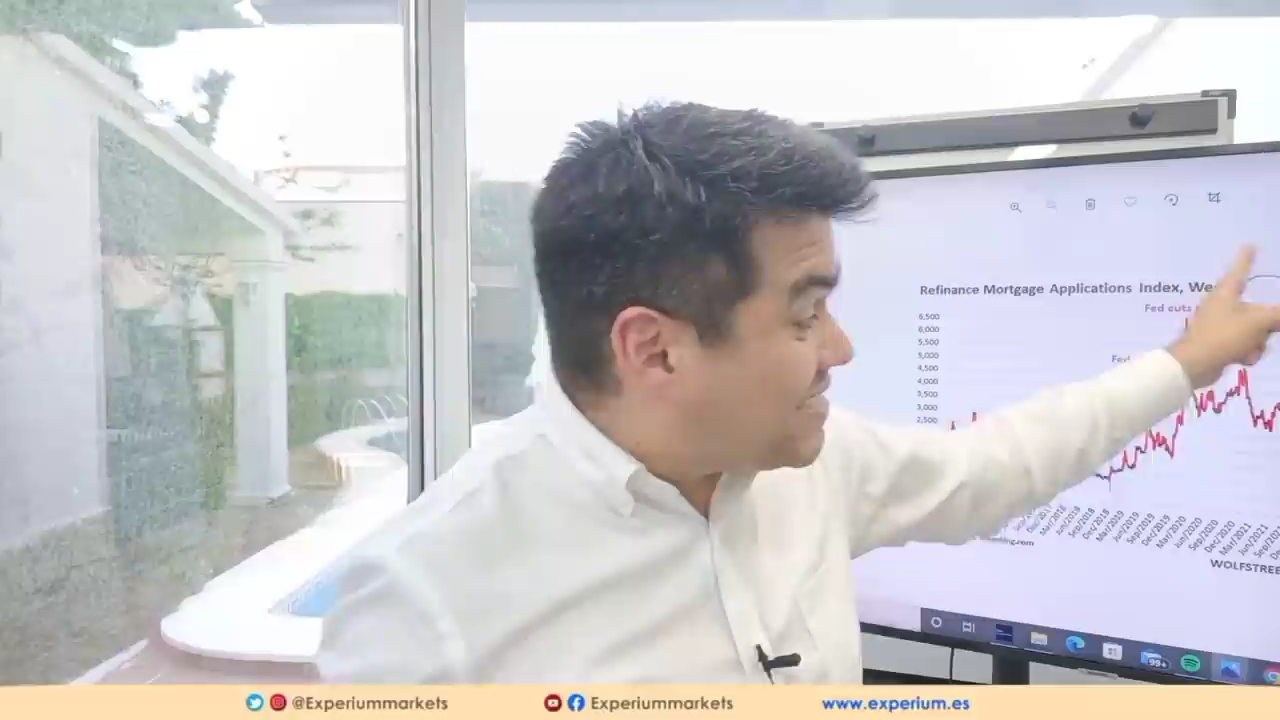 Refinance Mortgage Applications Index, We
Fed cuts
6,500
6,000
5,500
5,000
4,500
4,000
3,500
3,000
2,500
Jun/2018
Sep/2018
Dec/2018
Mar/2019
Jun/2019
Sep/2019
Dec/2019
Mar/2020
Jun/2020
Sep/2020
Dec/2020
Mar/2021
Jun/2021
WOLFSTREE
99+
@Experiummarkets
Experiummarkets
www.experium.es